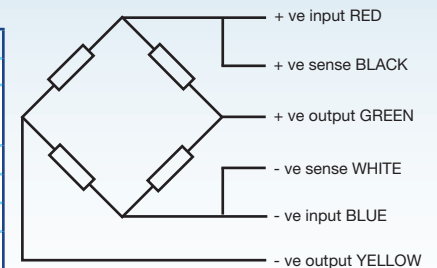 + ve input RED
+ ve sense BLACK
+ ve output GREEN
- ve sense WHITE
- ve input BLUE
- ve output YELLOW